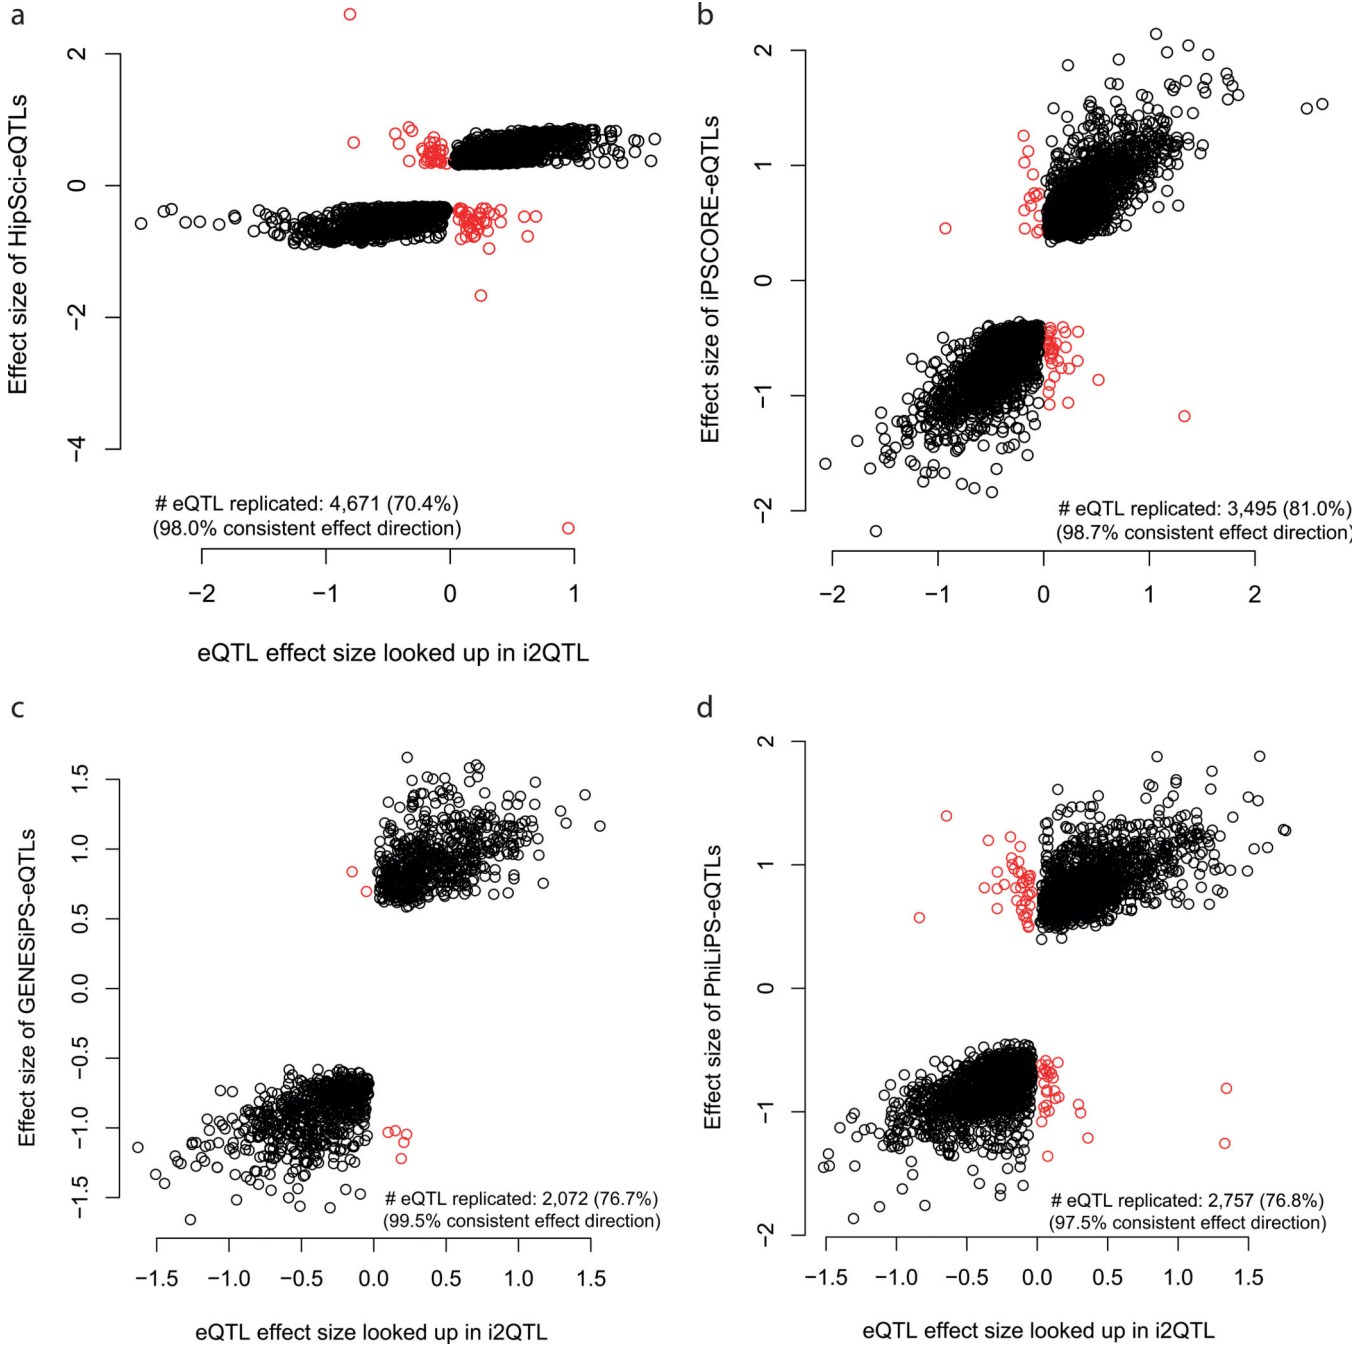 a
Effect size of HipSci-eQTLs
2
0
−2
−4
# eQTL replicated: 4,671 (70.4%)
(98.0% consistent effect direction)
−2 −1 0 1
eQTL effect size looked up in i2QTL
b
Effect size of iPSCORE-eQTLs
2
1
0
−1
−2
# eQTL replicated: 3,495 (81.0%)
(98.7% consistent effect direction)
−2 −1 0 1 2
c
Effect size of GENESiPS-eQTLs
1.5
1.0
0.5
0.0
−0.5
−1.0
−1.5
# eQTL replicated: 2,072 (76.7%)
(99.5% consistent effect direction)
−1.5 −1.0 −0.5 0.0 0.5 1.0 1.5
eQTL effect size looked up in i2QTL
d
Effect size of PhiLiPS-eQTLs
2
1
0
−1
−2
# eQTL replicated: 2,757 (76.8%)
(97.5% consistent effect direction)
−1.5 −1.0 −0.5 0.0 0.5 1.0 1.5
eQTL effect size looked up in i2QTL